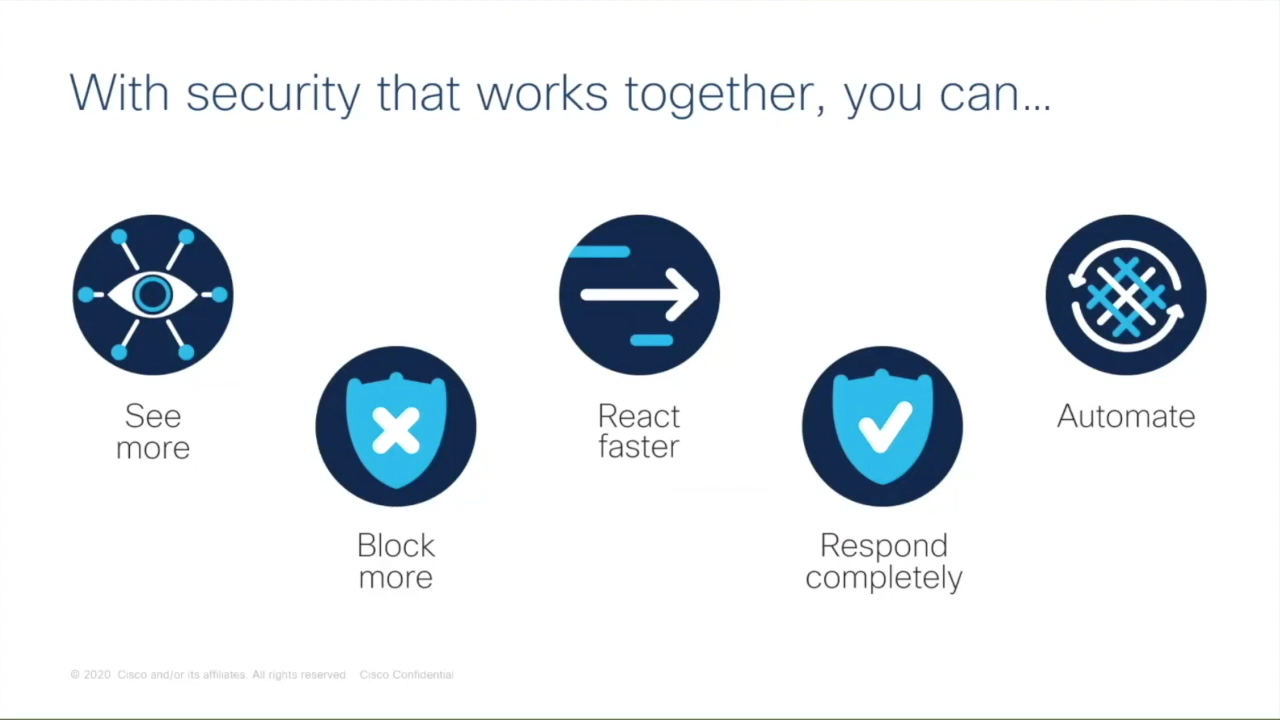 With security that works together, you can...
See
more
Block
more
React
faster
Respond
completely
Automate
© 2020 Cisco and/or its affiliates. All rights reserved. Cisco Confidential